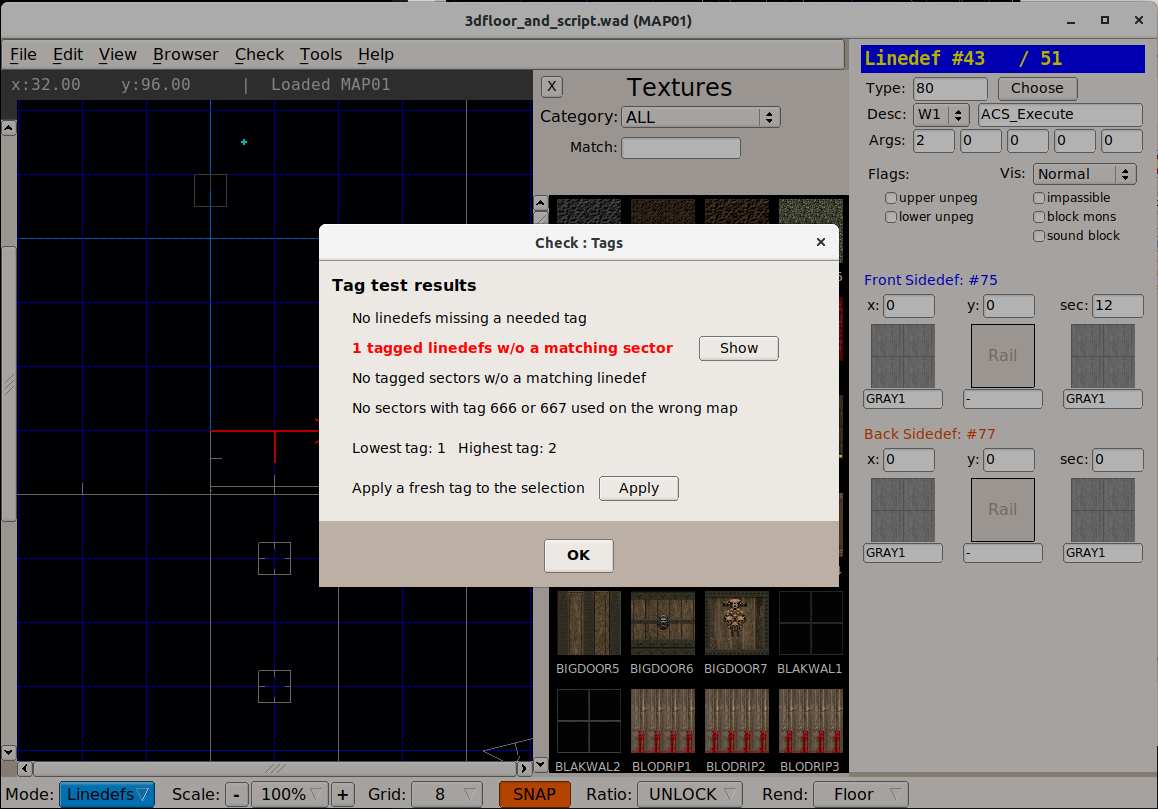 3dfloor_and_script.wad (MAP01)
File Edit View Browser Check Tools Help
x:32.00 y:96.00 | Loaded MAP01
X Textures
Category: ALL
Match:
Linedef #43 / 51
Type: 80 Choose
Desc: W1 ACS_Execute
Args: 2 0 0 0 0
Flags: Vis: Normal
upper unpeg impassible
lower unpeg block mons
sound block
Front Sidedef: #75
x: 0 y: 0 sec: 12
Rail
GRAY1 - GRAY1
Back Sidedef: #77
x: 0 y: 0 sec: 0
Rail
GRAY1 - GRAY1
Check : Tags
Tag test results
No linedefs missing a needed tag
1 tagged linedefs w/o a matching sector Show
No tagged sectors w/o a matching linedef
No sectors with tag 666 or 667 used on the wrong map
Lowest tag: 1 Highest tag: 2
Apply a fresh tag to the selection Apply
OK
BIGDOOR5 BIGDOOR6 BIGDOOR7 BLAKWAL1
BLAKWAL2 BLODRIP1 BLODRIP2 BLODRIP3
Mode: Linedefs Scale: - 100% + Grid: 8 SNAP Ratio: UNLOCK Rend: Floor